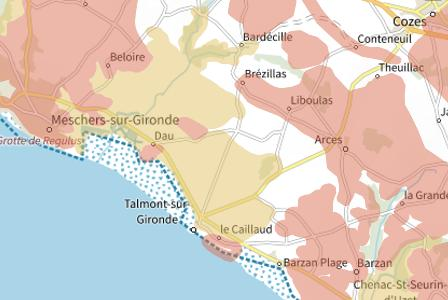 Cozes
Bardécille
Conteneuil
Beloire
Theuillac
Brézillas
Liboulas
Meschers-sur-Gironde
Dau
Arces
Grotte de Regulus
la Grande
Talmont-sur
Gironde
le Caillaud
Barzan Plage
Barzan
Chenac-St-Seurin-
d'Uzet